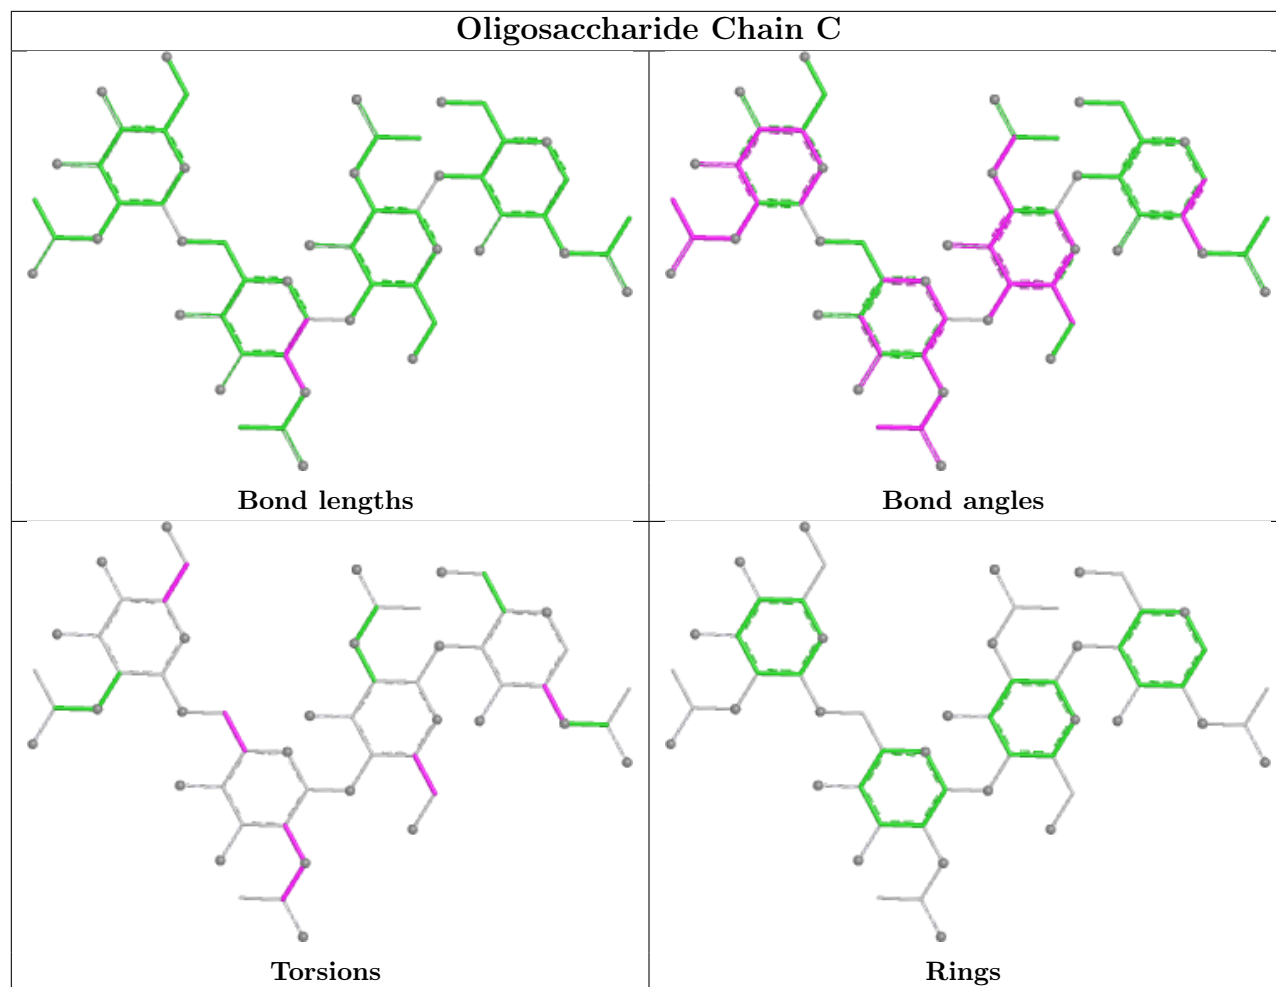 Oligosaccharide Chain C
Bond lengths
Bond angles
Torsions
Rings